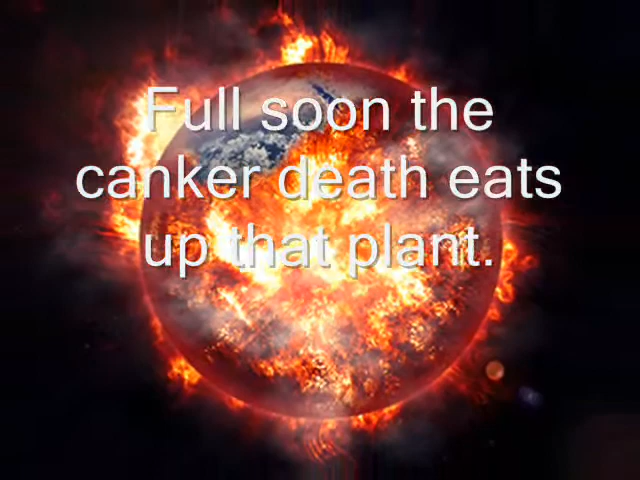 Full soon the
canker death eats
up that plant.